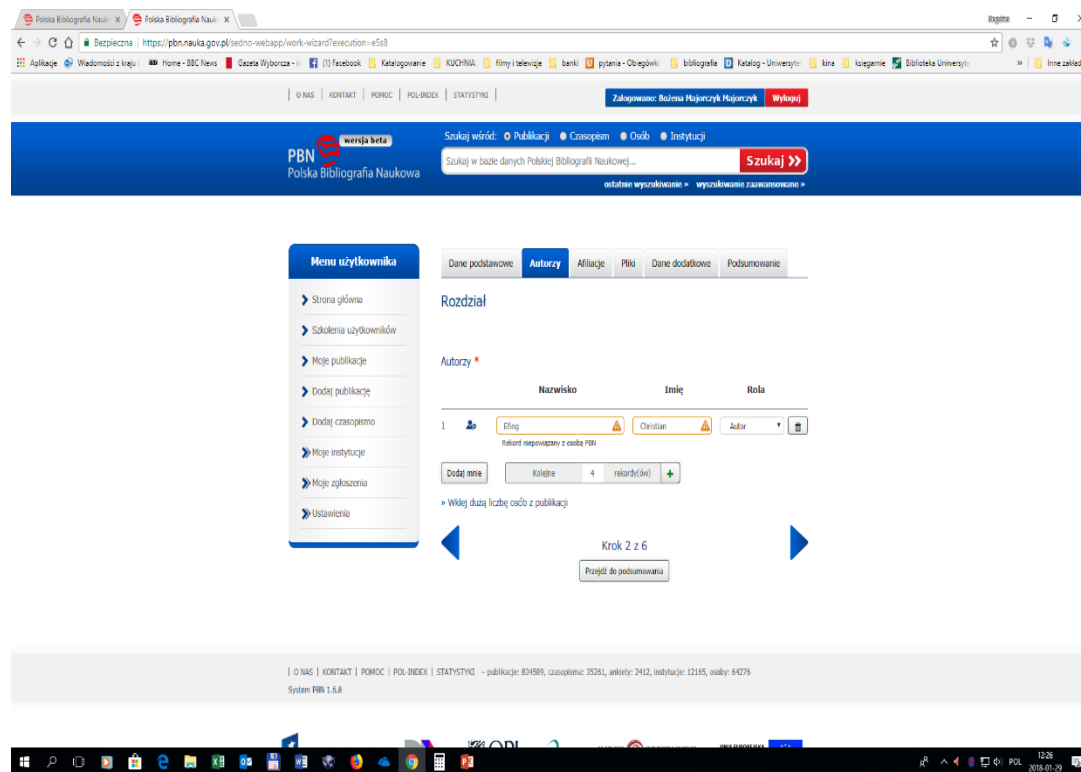 Polska Bibliografia Nauko
Polska Bibliografia Nauko
Bezpieczna | https://pbn.nauka.gov.pl/sedno-webapp/work-wizard?execution=e5s8
Aplikacje Wiadomości z kraju Home - BBC News Gazeta Wyborcza - (1) Facebook Katalogowanie KUCHNIA filmy i telewizje banki pytania - Obiegówki bibliografia Katalog - Uniwersyte kina księgarnie Biblioteka Uniwersyte » Inne zakład
| O NAS | KONTAKT | POMOC | POL-INDEX | STATYSTYKI |
Zalogowano: Bożena Majorczyk Majorczyk Wyloguj
wersja beta
PBN
Polska Bibliografia Naukowa
Szukaj wśród: Publikacji Czasopism Osób Instytucji
Szukaj w bazie danych Polskiej Bibliografii Naukowej... Szukaj
ostatnie wyszukiwanie » wyszukiwanie zaawansowane »
Menu użytkownika
Strona główna
Szkolenia użytkowników
Moje publikacje
Dodaj publikację
Dodaj czasopismo
Moje instytucje
Moje zgłoszenia
Ustawienia
Dane podstawowe Autorzy Afiliacje Pliki Dane dodatkowe Podsumowanie
Rozdział
Autorzy *
Nazwisko Imię Rola
1 Efing Christian Autor
Rekord niepowiązany z osobą PBN
Dodaj mnie Kolejne 4 rekordy(ów) +
» Wklej dużą liczbę osób z publikacji
Krok 2 z 6
Przejdź do podsumowania
| O NAS | KONTAKT | POMOC | POL-INDEX | STATYSTYKI – publikacje: 834589, czasopisma: 35261, ankiety: 2412, instytucje: 12165, osoby: 64276
System PBN 1.6.8
POL
12:26
2018-01-29